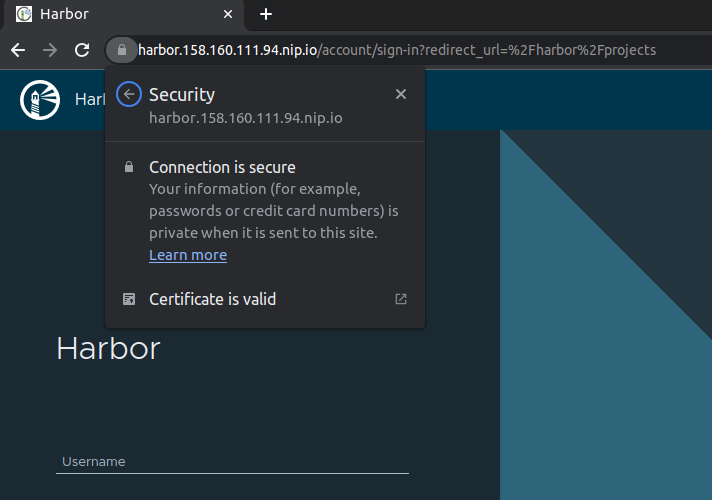 Harbor
harbor.158.160.111.94.nip.io/account/sign-in?redirect_url=%2Fharbor%2Fprojects
Security
harbor.158.160.111.94.nip.io
Connection is secure
Your information (for example,
passwords or credit card numbers) is
private when it is sent to this site.
Learn more
Certificate is valid
Harbor
Username